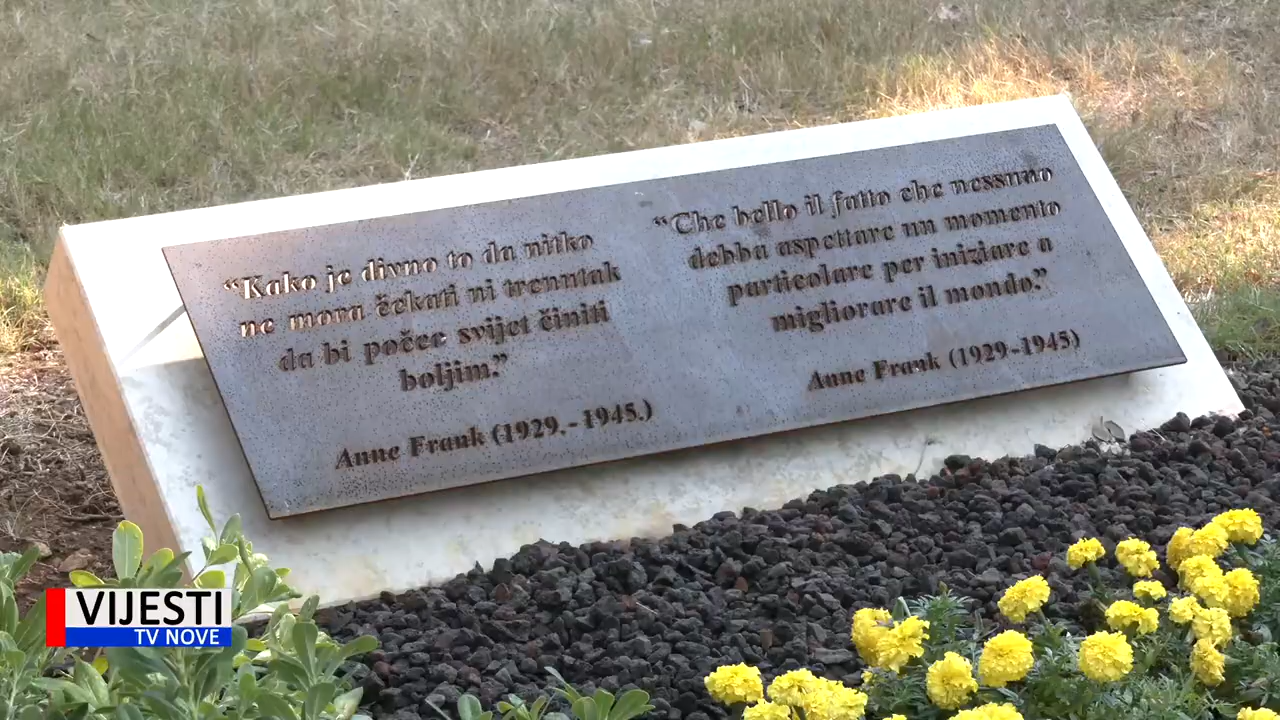 “Kako je divno to da nitko
ne mora čekati ni trenutak
da bi počeo svijet činiti
boljim.”
Anne Frank (1929.-1945.)
“Che bello il fatto che nessuno
debba aspettare un momento
particolare per iniziare a
migliorare il mondo.”
Anne Frank (1929-1945)
VIJESTI
TV NOVE